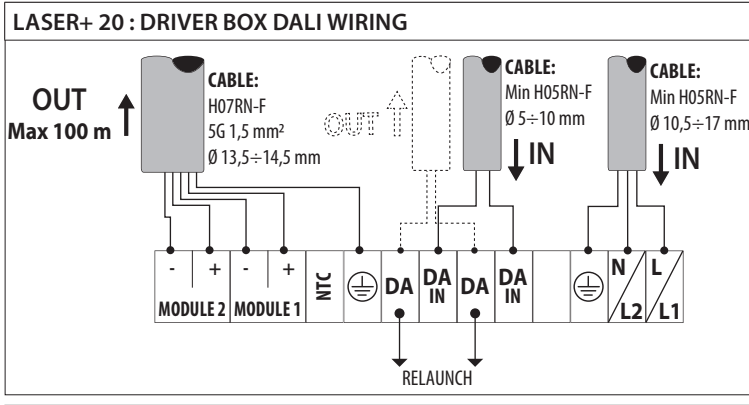 LASER+ 20 : DRIVER BOX DALI WIRING
OUT
Max 100 m
CABLE:
H07RN-F
5G 1,5 mm²
Ø 13,5÷14,5 mm
OUT
CABLE:
Min H05RN-F
Ø 5÷10 mm
IN
CABLE:
Min H05RN-F
Ø 10,5÷17 mm
IN
- + - + NTC DA DA IN DA DA IN N L
MODULE 2 MODULE 1 L2 L1
RELAUNCH